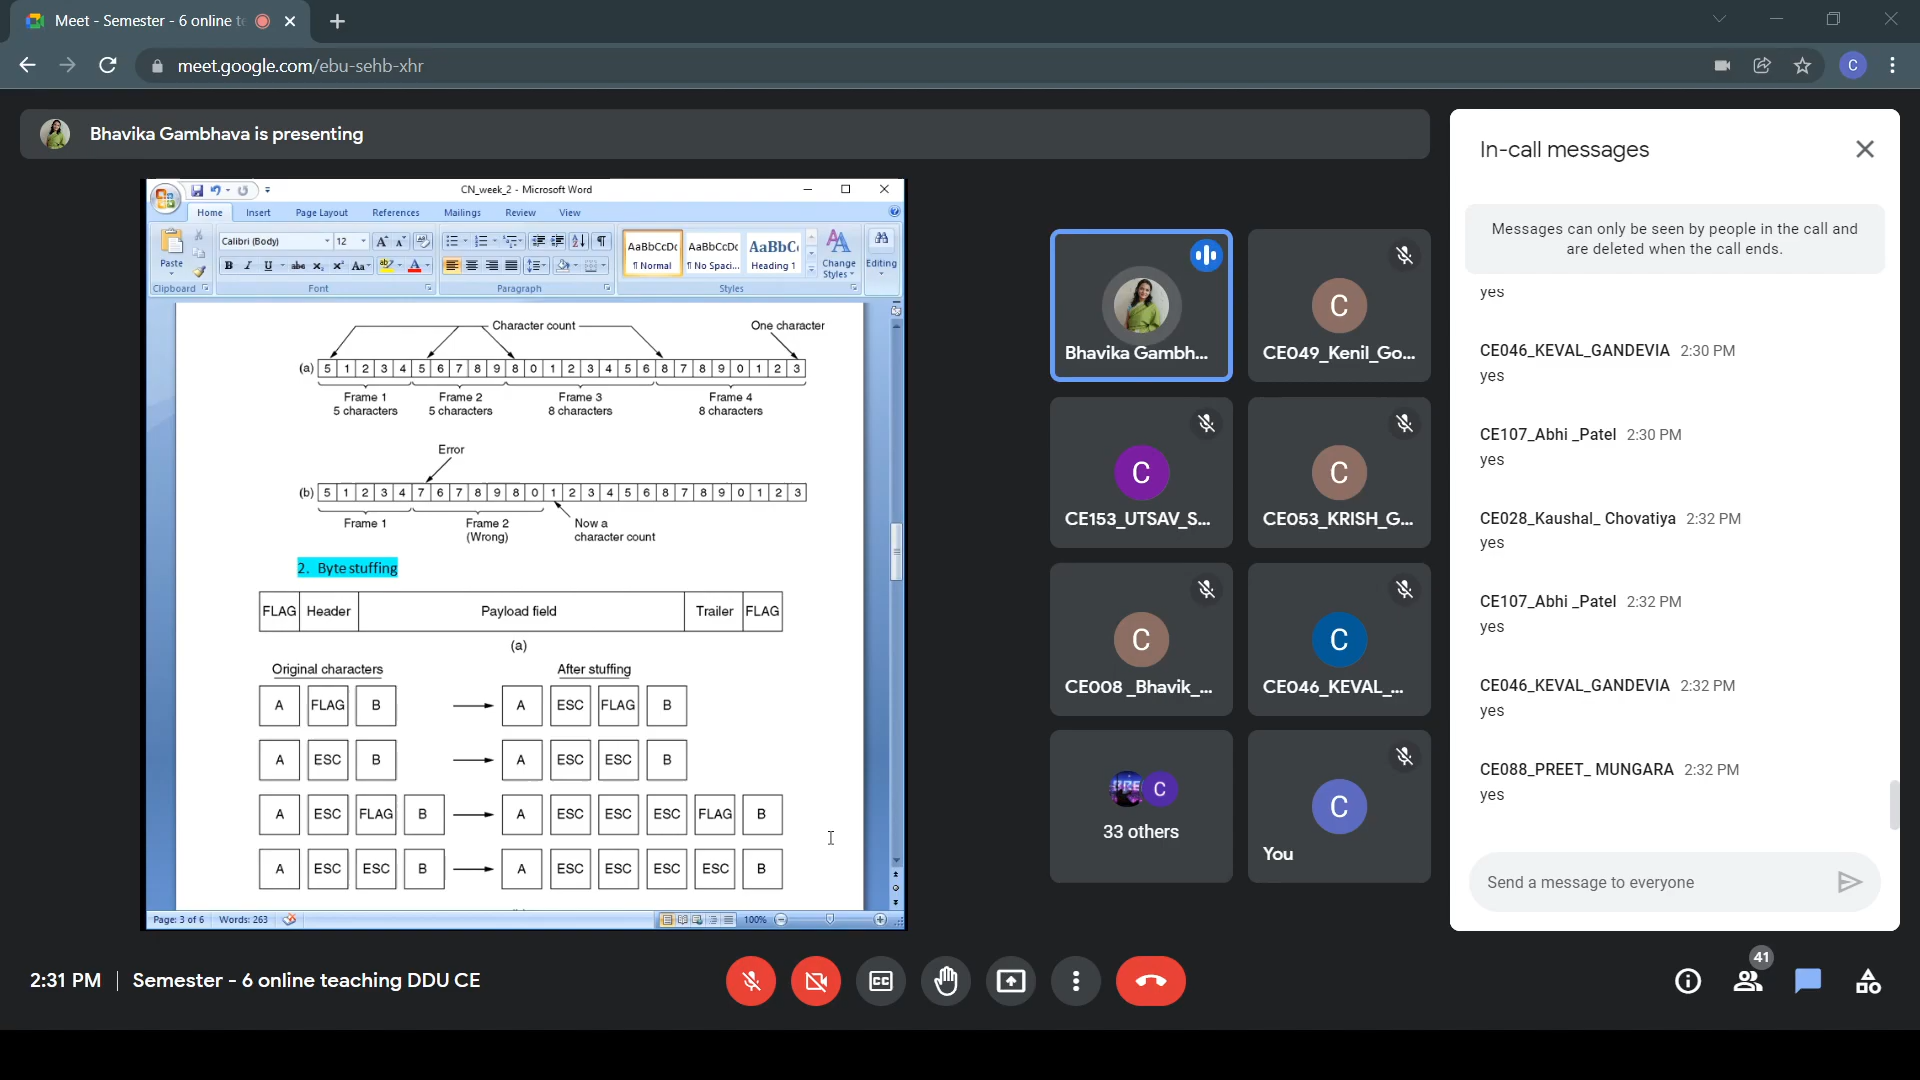 Meet - Semester - 6 online te
meet.google.com/ebu-sehb-xhr
C
Bhavika Gambhava is presenting
CN_week_2 - Microsoft Word
Home Insert Page Layout References Mailings Review View
Calibri (Body) 12
Paste
B I U abc x₂ x² Aa A
AaBbCcDc AaBbCcDc AaBbC
¶ Normal ¶ No Spaci... Heading 1
Change Styles
Editing
Clipboard Font Paragraph Styles
Character count One character
(a) 5 1 2 3 4 5 6 7 8 9 8 0 1 2 3 4 5 6 8 7 8 9 0 1 2 3
Frame 1 Frame 2 Frame 3 Frame 4
5 characters 5 characters 8 characters 8 characters
Error
(b) 5 1 2 3 4 7 6 7 8 9 8 0 1 2 3 4 5 6 8 7 8 9 0 1 2 3
Frame 1 Frame 2 Now a
(Wrong) character count
2. Byte stuffing
FLAG Header Payload field Trailer FLAG
(a)
Original characters After stuffing
A FLAG B A ESC FLAG B
A ESC B A ESC ESC B
A ESC FLAG B A ESC ESC ESC FLAG B
A ESC ESC B A ESC ESC ESC ESC B
Page: 3 of 6 Words: 263 100%
Bhavika Gambh...
C
CE049_Kenil_Go...
C
CE153_UTSAV_S...
C
CE053_KRISH_G...
C
CE008 _Bhavik_...
C
CE046_KEVAL_...
C
33 others
C
You
In-call messages
Messages can only be seen by people in the call and
are deleted when the call ends.
yes
CE046_KEVAL_GANDEVIA 2:30 PM
yes
CE107_Abhi _Patel 2:30 PM
yes
CE028_Kaushal_ Chovatiya 2:32 PM
yes
CE107_Abhi _Patel 2:32 PM
yes
CE046_KEVAL_GANDEVIA 2:32 PM
yes
CE088_PREET_ MUNGARA 2:32 PM
yes
Send a message to everyone
2:31 PM | Semester - 6 online teaching DDU CE
41